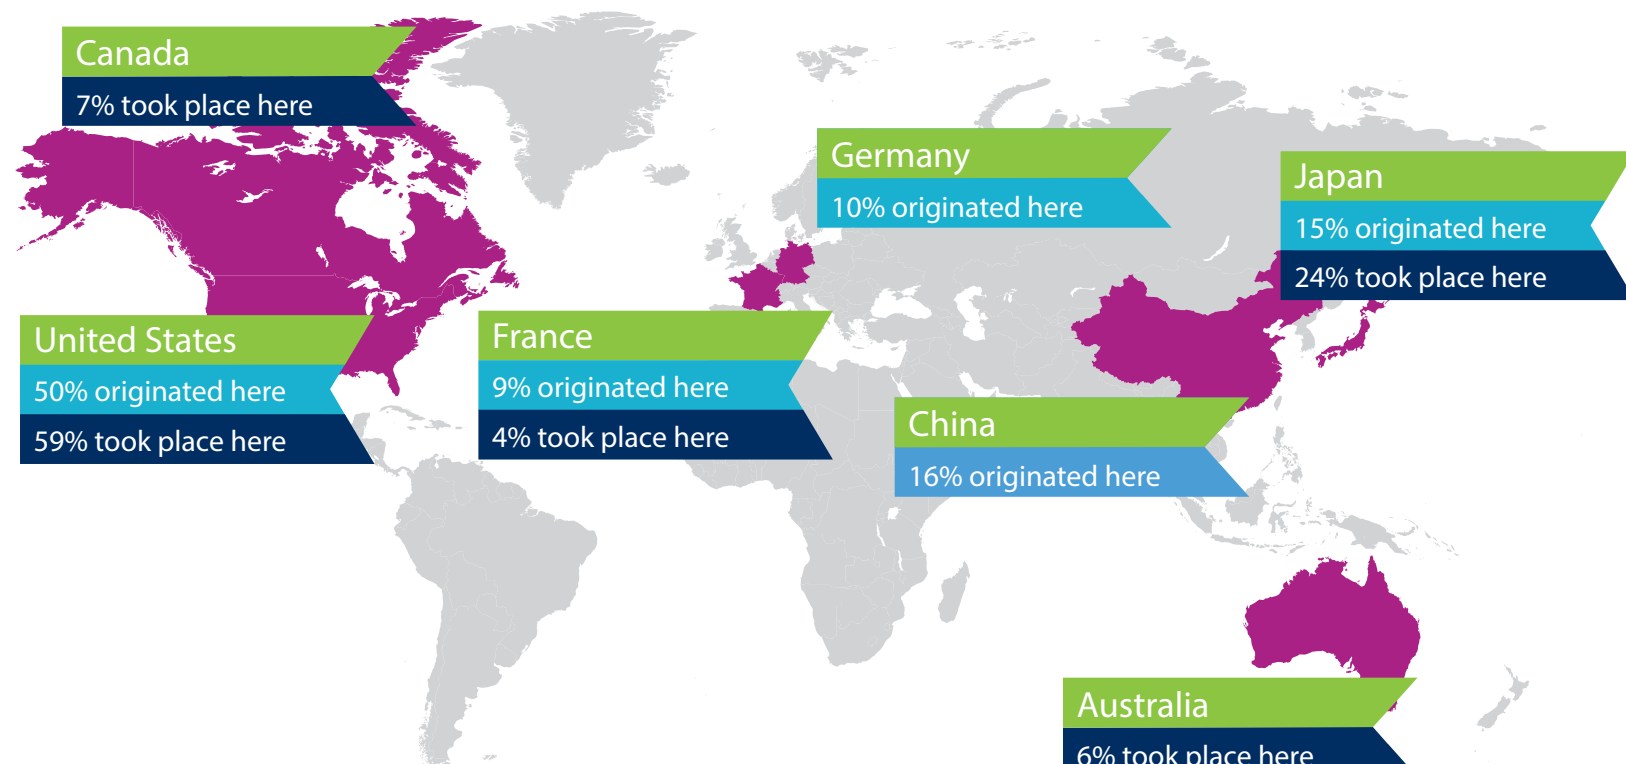 Canada
7% took place here
Germany
10% originated here
Japan
15% originated here
24% took place here
United States
50% originated here
59% took place here
France
9% originated here
4% took place here
China
16% originated here
Australia
6% took place here